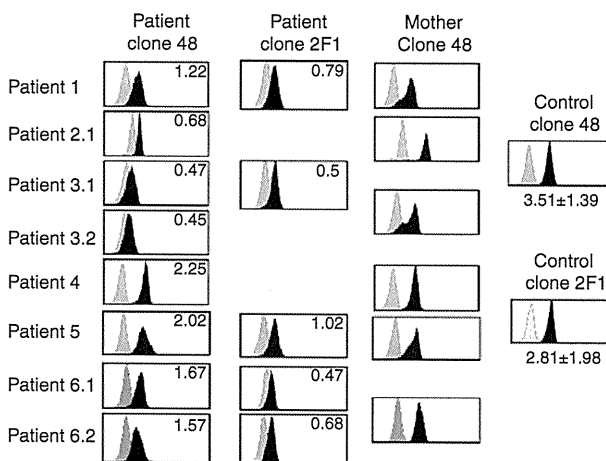 Patient
clone 48
Patient
clone 2F1
Mother
Clone 48
Patient 1
1.22
0.79
Patient 2.1
0.68
Patient 3.1
0.47
0.5
Patient 3.2
0.45
Patient 4
2.25
Patient 5
2.02
1.02
Patient 6.1
1.67
0.47
Patient 6.2
1.57
0.68
Control
clone 48
3.51±1.39
Control
clone 2F1
2.81±1.98